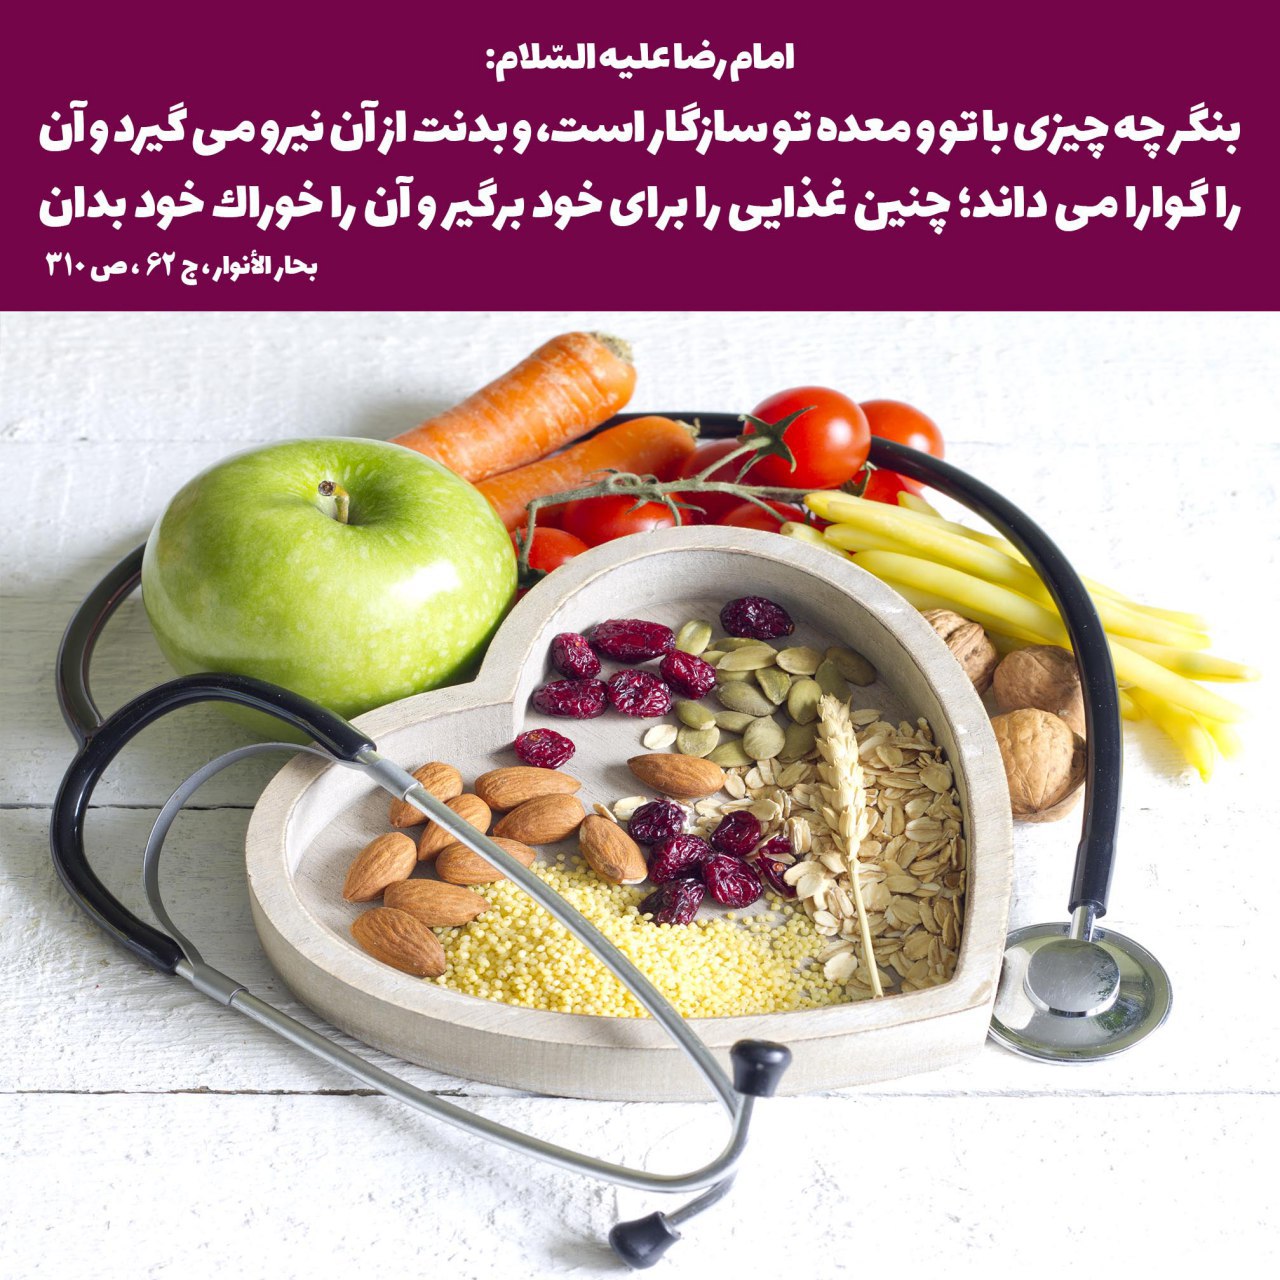 امام رضا علیه السّلام:
بنگر چه چیزی با تو و معده تو سازگار است، و بدنت از آن نیرو می گیرد و آن
را گوارا می داند؛ چنین غذایی را برای خود برگیر و آن را خوراك خود بدان
بحار الأنوار، ج ۶۲ ، ص ۳۱۰